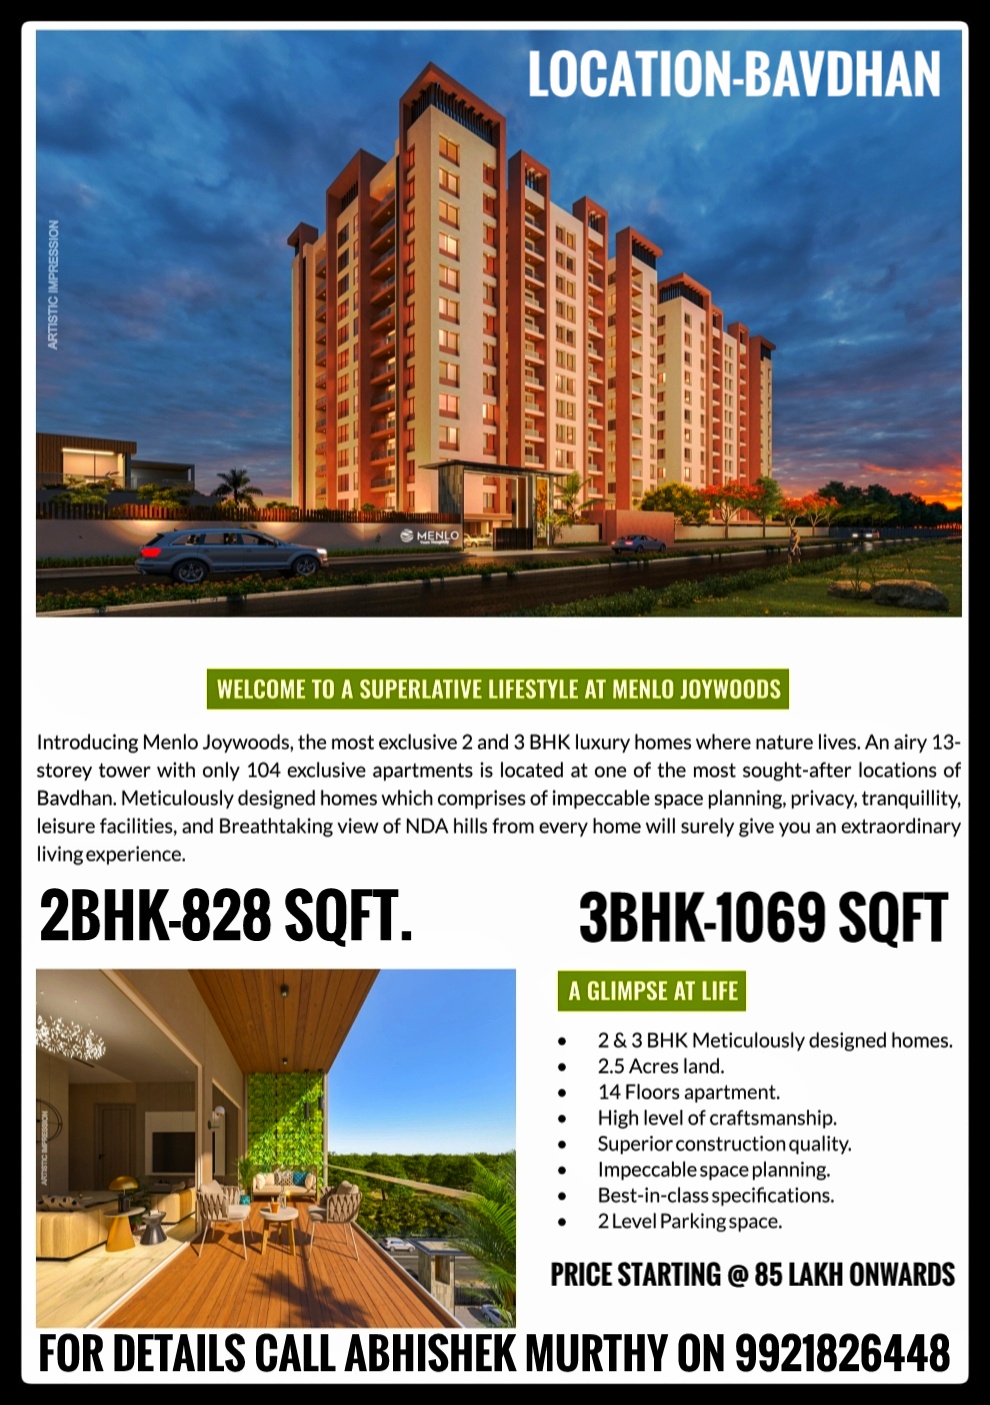 LOCATION-BAVDHAN
ARTISTIC IMPRESSION
MENLO
WELCOME TO A SUPERLATIVE LIFESTYLE AT MENLO JOYWOODS
Introducing Menlo Joywoods, the most exclusive 2 and 3 BHK luxury homes where nature lives. An airy 13-
storey tower with only 104 exclusive apartments is located at one of the most sought-after locations of
Bavdhan. Meticulously designed homes which comprises of impeccable space planning, privacy, tranquillity,
leisure facilities, and Breathtaking view of NDA hills from every home will surely give you an extraordinary
living experience.
2BHK-828 SQFT.
3BHK-1069 SQFT
ARTISTIC IMPRESSION
A GLIMPSE AT LIFE
• 2 & 3 BHK Meticulously designed homes.
• 2.5 Acres land.
• 14 Floors apartment.
• High level of craftsmanship.
• Superior construction quality.
• Impeccable space planning.
• Best-in-class specifications.
• 2 Level Parking space.
PRICE STARTING @ 85 LAKH ONWARDS
FOR DETAILS CALL ABHISHEK MURTHY ON 9921826448